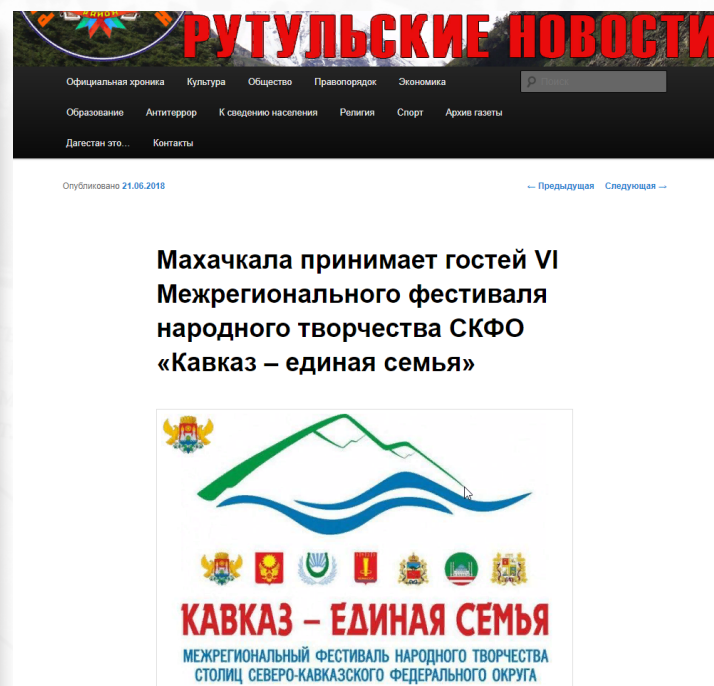 РУТУЛЬСКИЕ НОВОСТИ
Официальная хроника Культура Общество Правопорядок Экономика
Поиск
Образование Антитеррор К сведению населения Религия Спорт Архив газеты
Дагестан это... Контакты
Опубликовано 21.06.2018
← Предыдущая Следующая →
Махачкала принимает гостей VI
Межрегионального фестиваля
народного творчества СКФО
«Кавказ – единая семья»
КАВКАЗ – ЕДИНАЯ СЕМЬЯ
МЕЖРЕГИОНАЛЬНЫЙ ФЕСТИВАЛЬ НАРОДНОГО ТВОРЧЕСТВА
СТОЛИЦ СЕВЕРО-КАВКАЗСКОГО ФЕДЕРАЛЬНОГО ОКРУГА